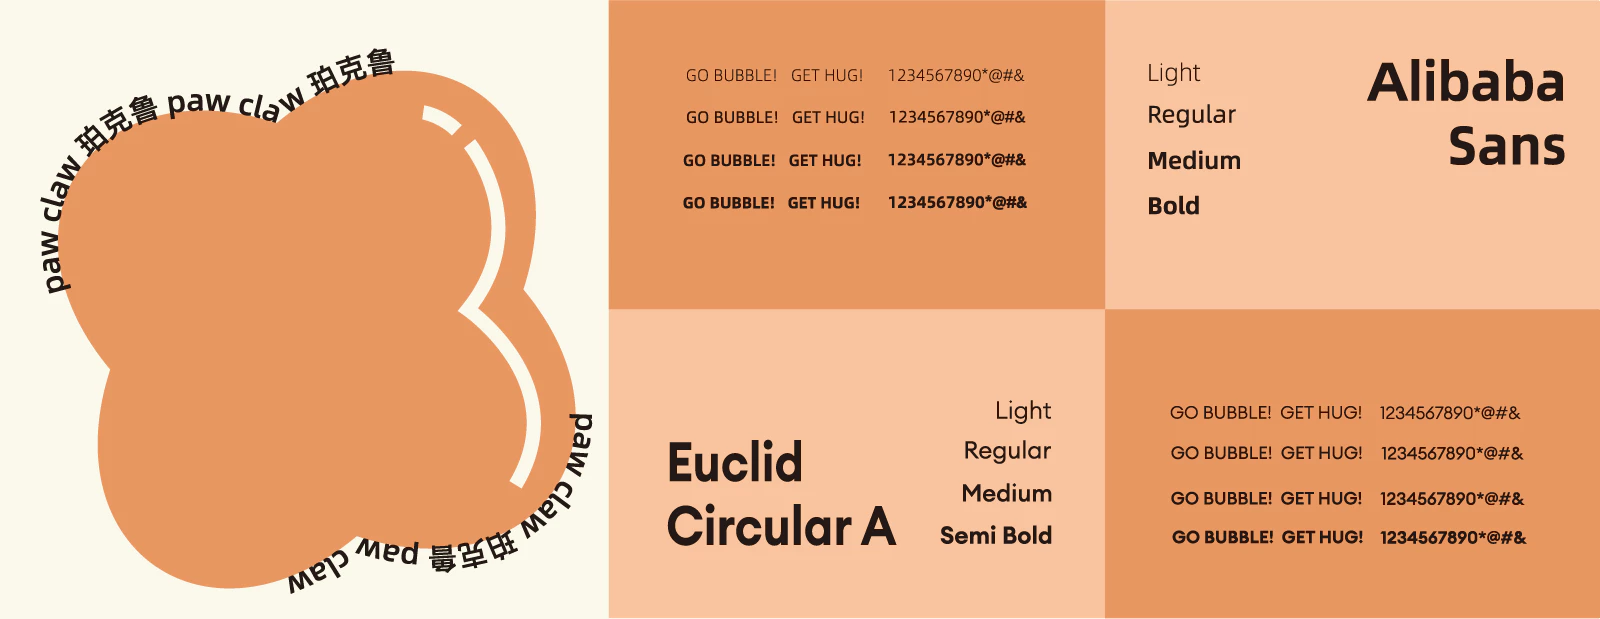 paw claw 珀克鲁 paw claw 珀克鲁
paw claw 珀克鲁 paw claw
GO BUBBLE! GET HUG! 1234567890*@#&
GO BUBBLE! GET HUG! 1234567890*@#&
GO BUBBLE! GET HUG! 1234567890*@#&
GO BUBBLE! GET HUG! 1234567890*@#&
Light
Regular
Medium
Bold
Alibaba
Sans
Euclid
Circular A
Light
Regular
Medium
Semi Bold
GO BUBBLE! GET HUG! 1234567890*@#&
GO BUBBLE! GET HUG! 1234567890*@#&
GO BUBBLE! GET HUG! 1234567890*@#&
GO BUBBLE! GET HUG! 1234567890*@#&